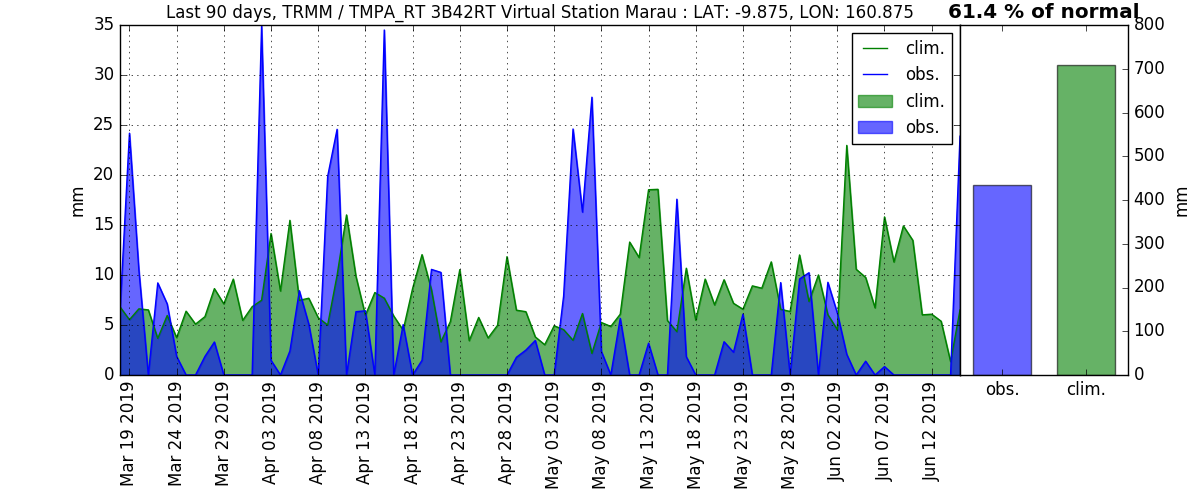 Last 90 days, TRMM / TMPA_RT 3B42RT Virtual Station Marau : LAT: -9.875, LON: 160.875
61.4 % of normal
35
30
25
20
15
10
5
0
mm
clim.
obs.
clim.
obs.
800
700
600
500
400
300
200
100
0
mm
obs.
clim.
Mar 19 2019
Mar 24 2019
Mar 29 2019
Apr 03 2019
Apr 08 2019
Apr 13 2019
Apr 18 2019
Apr 23 2019
Apr 28 2019
May 03 2019
May 08 2019
May 13 2019
May 18 2019
May 23 2019
May 28 2019
Jun 02 2019
Jun 07 2019
Jun 12 2019